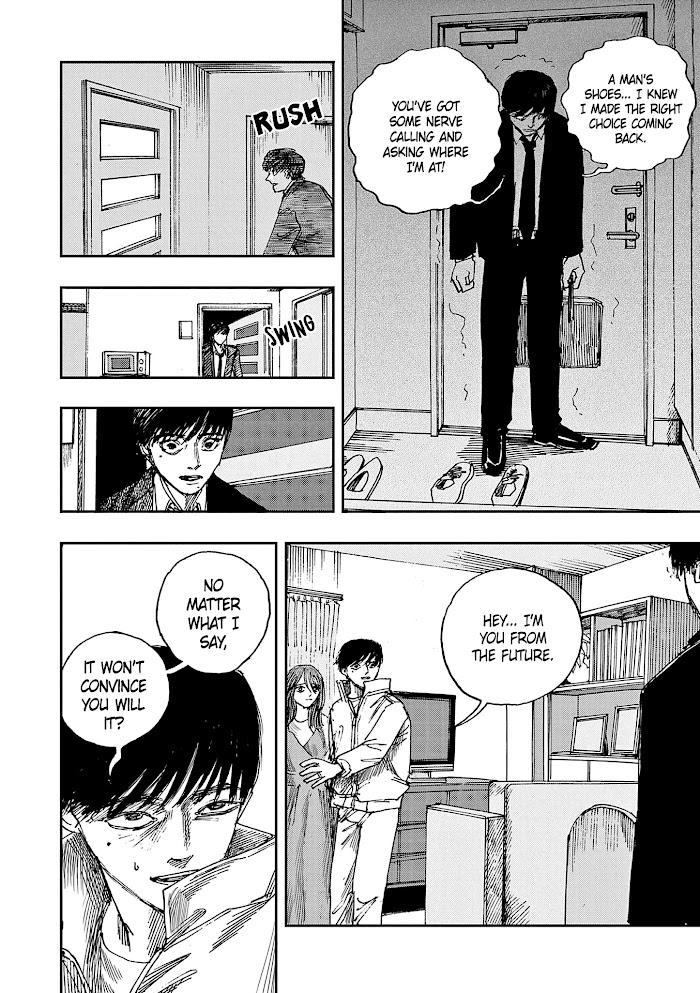 A MAN'S
SHOES... I KNEW
I MADE THE RIGHT
CHOICE COMING
BACK.
YOU'VE GOT
SOME NERVE
CALLING AND
ASKING WHERE
I'M AT!
RUSH
SWING
HEY... I'M
YOU FROM
THE FUTURE.
NO
MATTER
WHAT I
SAY,
IT WON'T
CONVINCE
YOU WILL
IT?